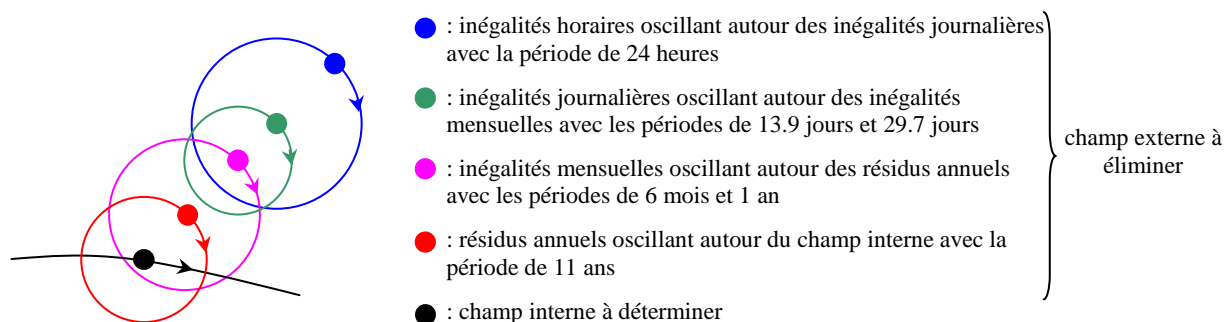 : inégalités horaires oscillant autour des inégalités journalières
avec la période de 24 heures
: inégalités journalières oscillant autour des inégalités
mensuelles avec les périodes de 13.9 jours et 29.7 jours
: inégalités mensuelles oscillant autour des résidus annuels
avec les périodes de 6 mois et 1 an
: résidus annuels oscillant autour du champ interne avec la
période de 11 ans
: champ interne à déterminer
champ externe à
éliminer